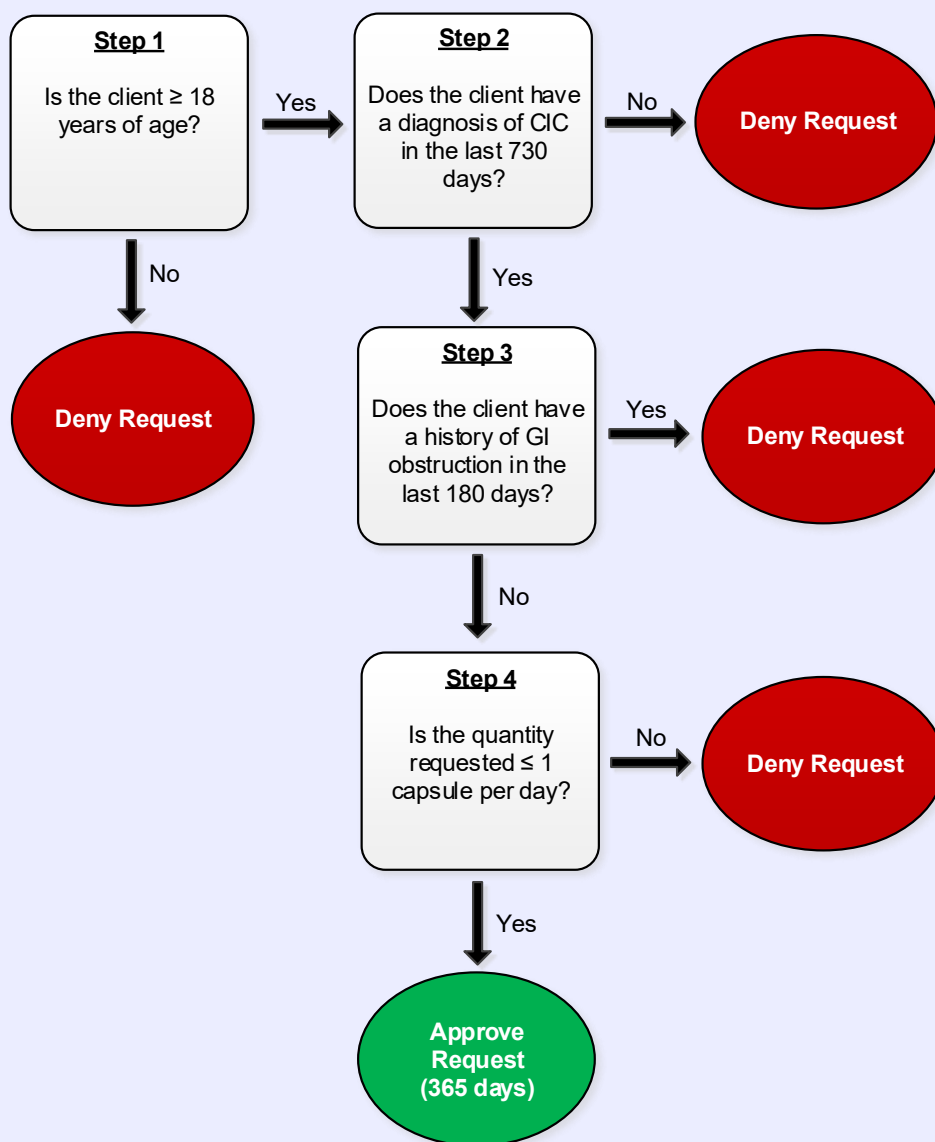 Step 1
Is the client ≥ 18
years of age?
Yes
Step 2
Does the client have
a diagnosis of CIC
in the last 730
days?
No
Deny Request
No
Deny Request
Yes
Step 3
Does the client have
a history of GI
obstruction in the
last 180 days?
Yes
Deny Request
No
Step 4
Is the quantity
requested ≤ 1
capsule per day?
No
Deny Request
Yes
Approve
Request
(365 days)